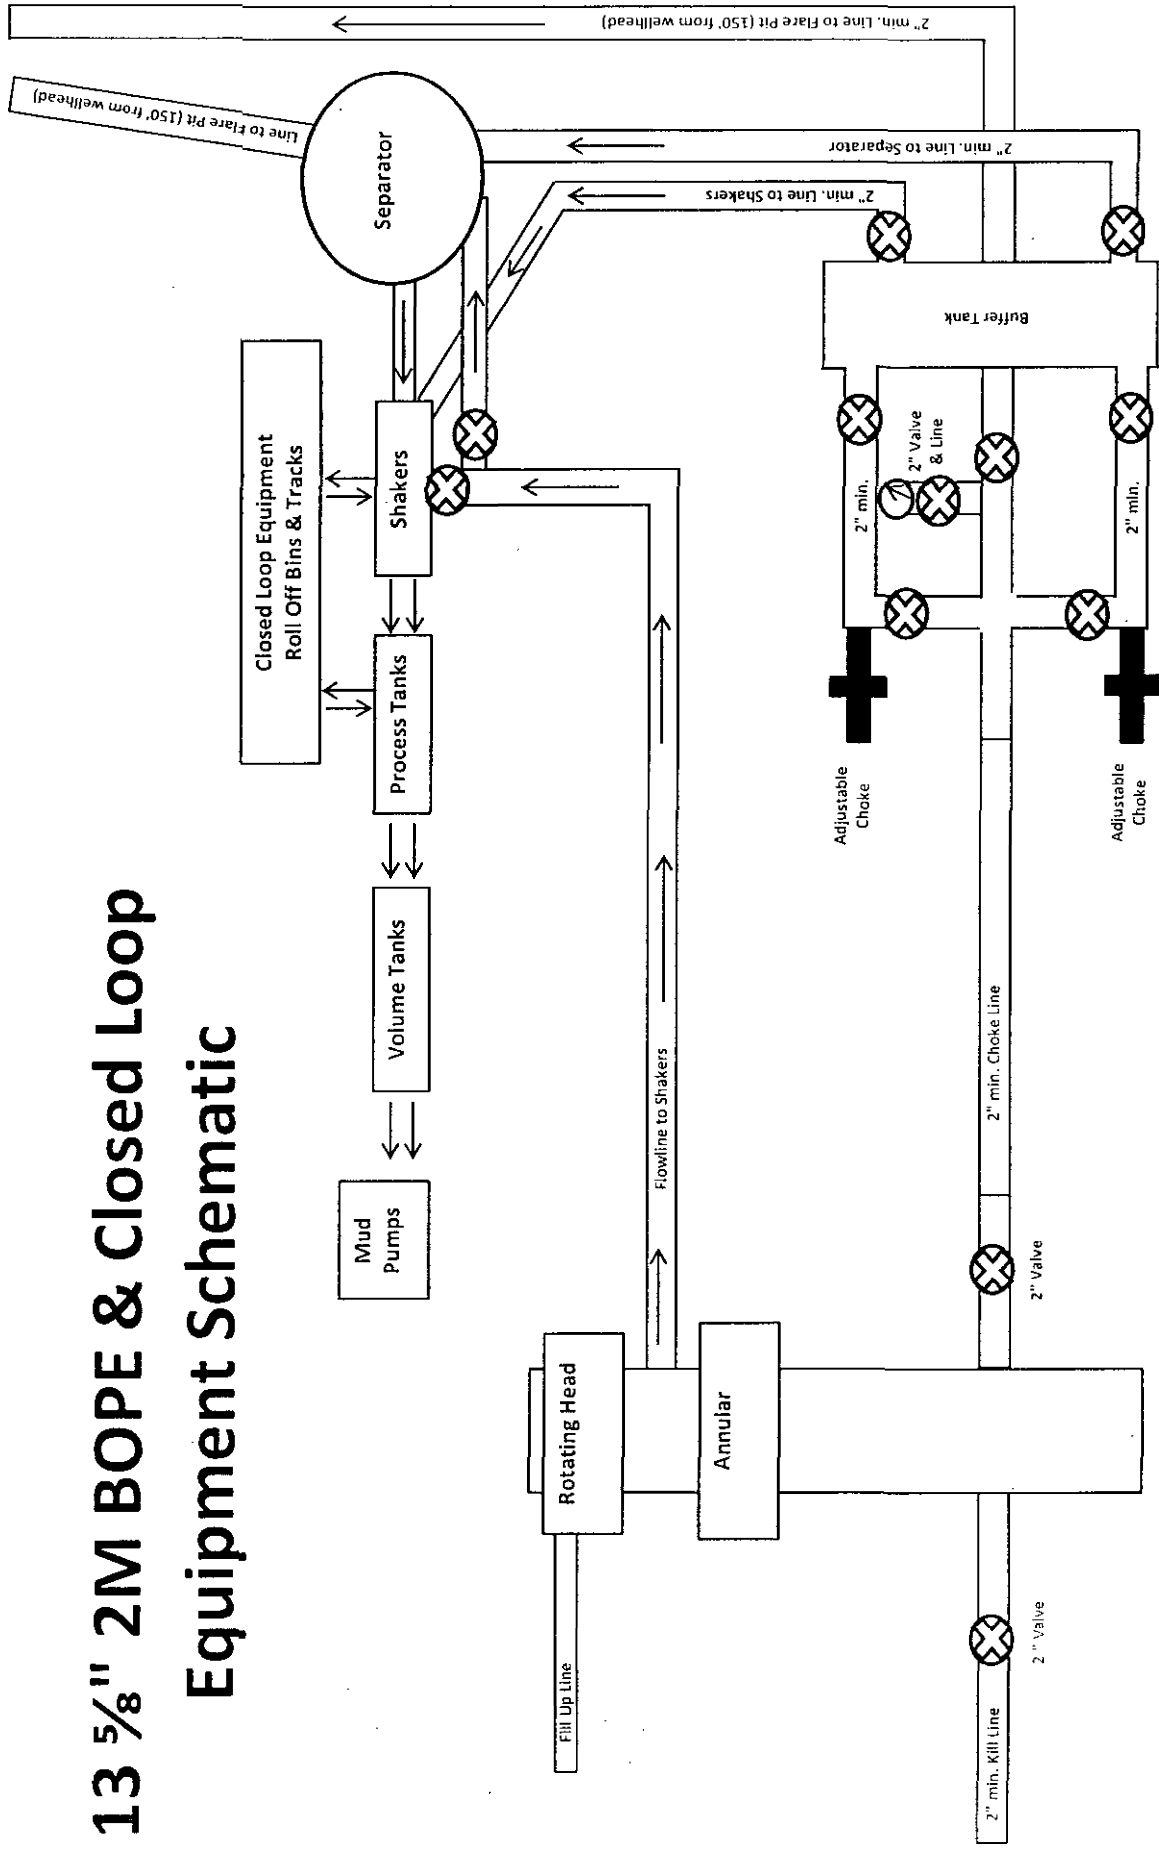 13 ⅝" 2M BOPE & Closed Loop
Equipment Schematic
Closed Loop Equipment
Roll Off Bins & Tracks
Mud
Pumps
Volume Tanks
Process Tanks
Shakers
Separator
Line to Flare Pit (150' from wellhead)
2" min. Line to Flare Pit (150' from wellhead)
Fill Up Line
Rotating Head
Flowline to Shakers
Annular
2" min. Line to Shakers
2" min. Line to Separator
Adjustable
Choke
2" min.
2" Valve
& Line
Buffer Tank
2" min. Kill Line
2 " Valve
2" Valve
2" min. Choke Line
Adjustable
Choke
2" min.